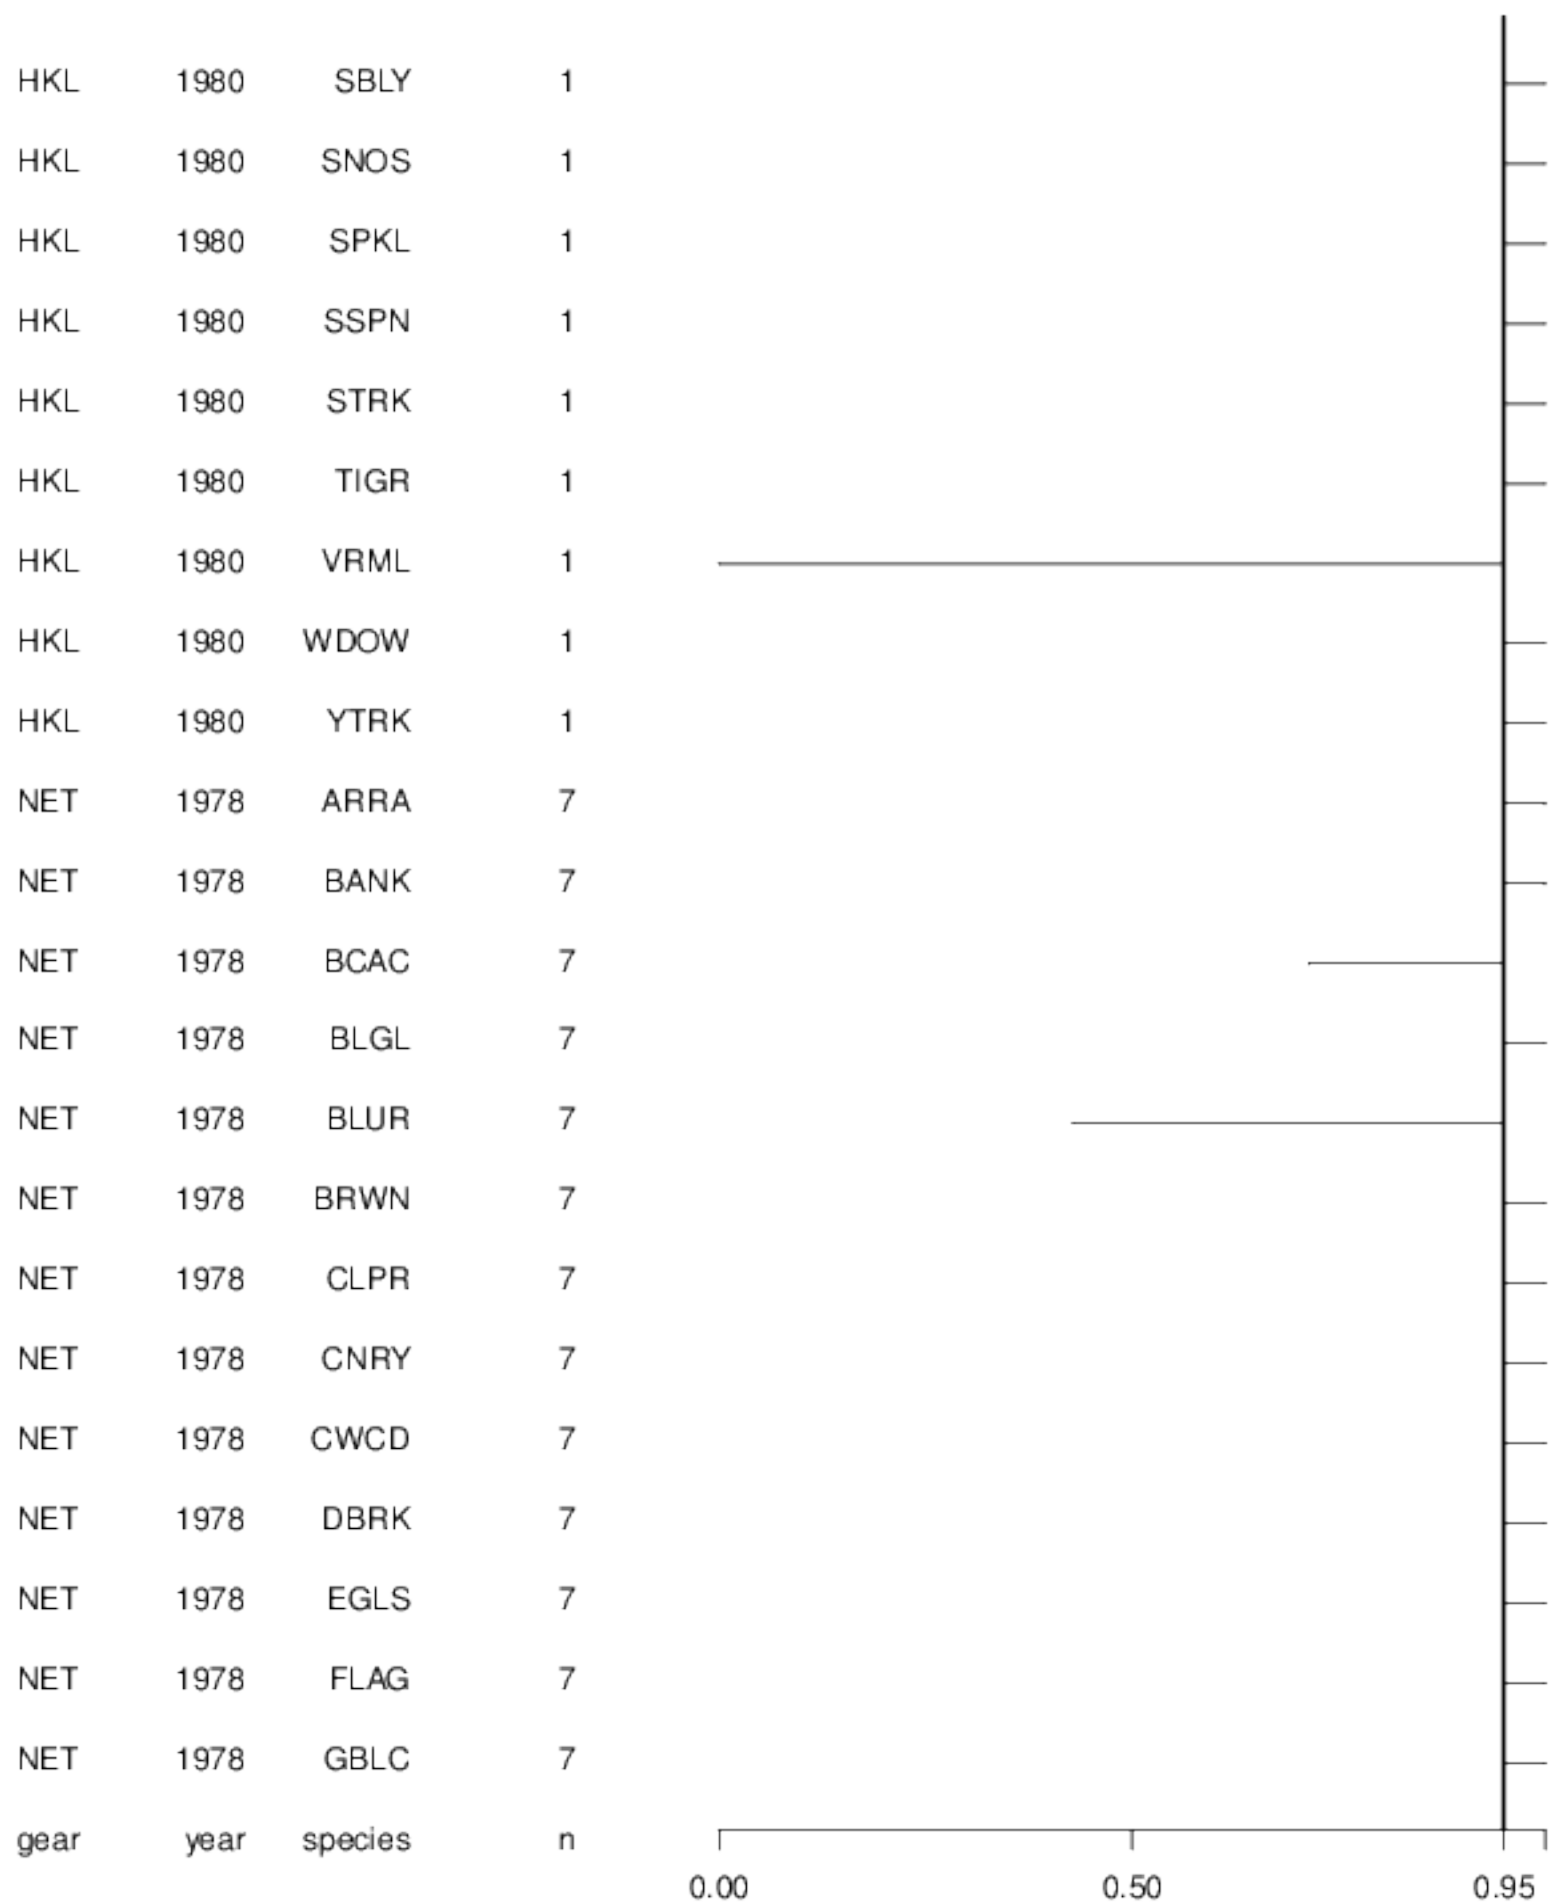 HKL 1980 SBLY 1
HKL 1980 SNOS 1
HKL 1980 SPKL 1
HKL 1980 SSPN 1
HKL 1980 STRK 1
HKL 1980 TIGR 1
HKL 1980 VRML 1
HKL 1980 WDOW 1
HKL 1980 YTRK 1
NET 1978 ARRA 7
NET 1978 BANK 7
NET 1978 BCAC 7
NET 1978 BLGL 7
NET 1978 BLUR 7
NET 1978 BRWN 7
NET 1978 CLPR 7
NET 1978 CNRY 7
NET 1978 CWCD 7
NET 1978 DBRK 7
NET 1978 EGLS 7
NET 1978 FLAG 7
NET 1978 GBLC 7
gear year species n
0.00 0.50 0.95